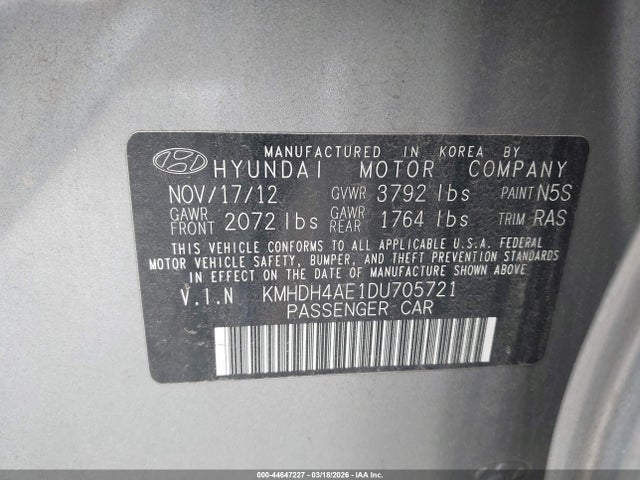 MANUFACTURED IN KOREA BY
HYUNDAI MOTOR COMPANY
NOV/17/12 GVWR 3792 lbs PAINT N5S
GAWR FRONT 2072 lbs GAWR REAR 1764 lbs TRIM RAS
THIS VEHICLE CONFORMS TO ALL APPLICABLE U.S.A. FEDERAL
MOTOR VEHICLE SAFETY, BUMPER, AND THEFT PREVENTION STANDARDS
IN EFFECT ON THE DATE OF MANUFACTURE SHOWN ABOVE.
V.I.N KMHDH4AE1DU705721
PASSENGER CAR
000-44647227 - 03/18/2026 - IAA, Inc.